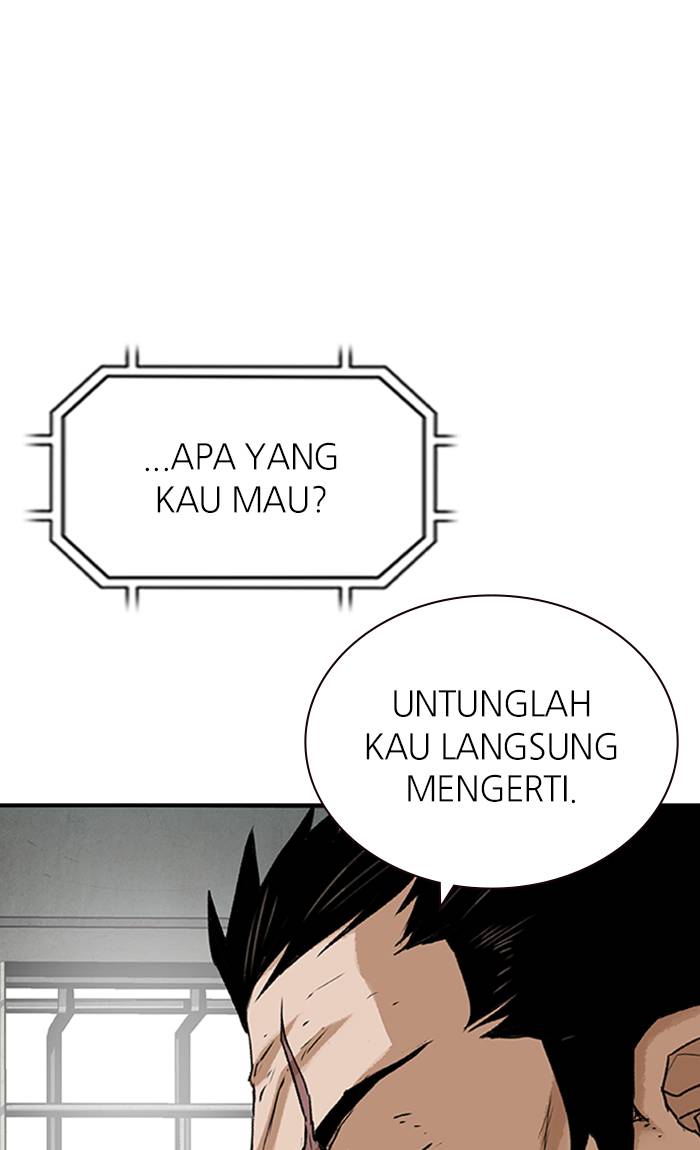 ...APA YANG
KAU MAU?
UNTUNGLAH
KAU LANGSUNG
MENGERTI.